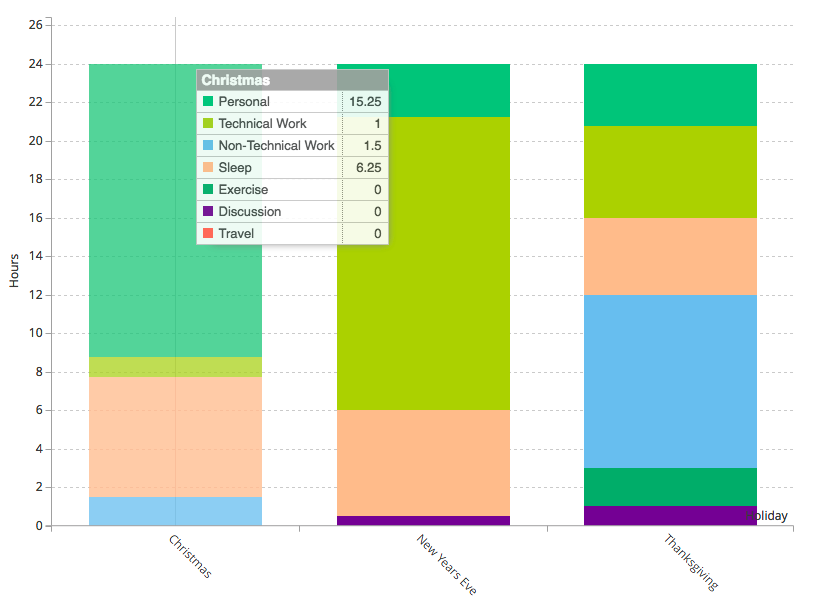 26
24
22
20
18
16
14
12
10
8
6
4
2
0
Hours
Christmas
Personal 15.25
Technical Work 1
Non-Technical Work 1.5
Sleep 6.25
Exercise 0
Discussion 0
Travel 0
Holiday
Christmas
New Years Eve
Thanksgiving